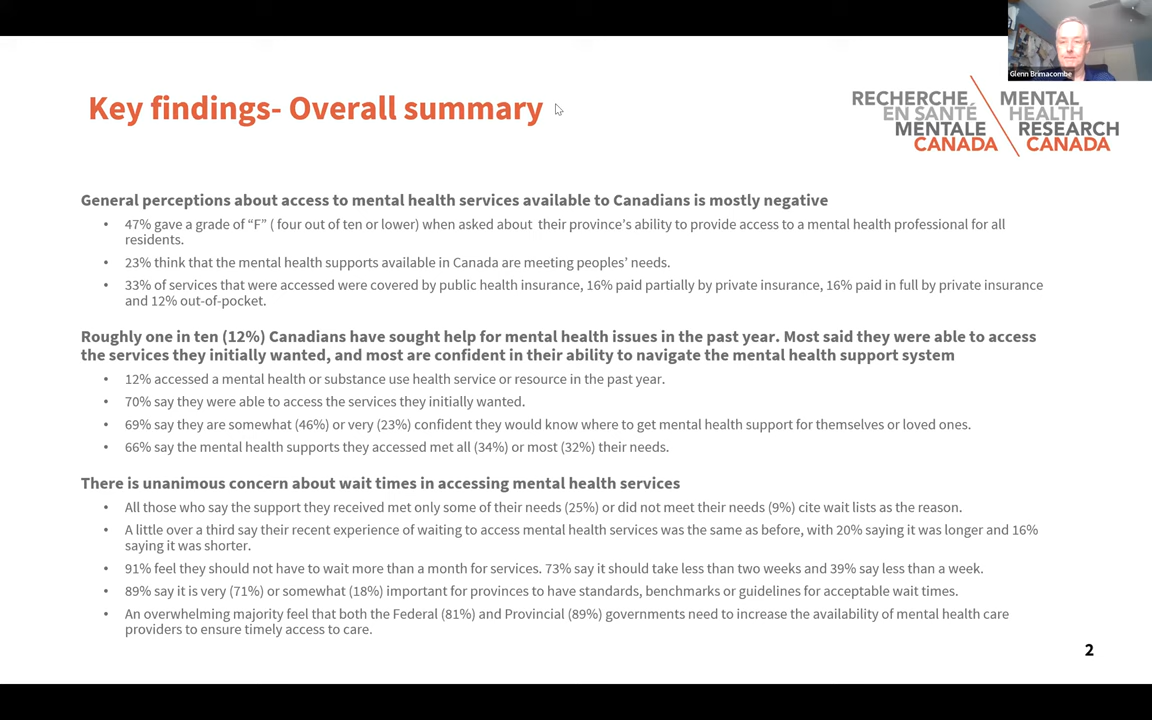 Glenn Brimacombe
Key findings- Overall summary
RECHERCHE
EN SANTÉ
MENTALE
CANADA
MENTAL
HEALTH
RESEARCH
CANADA
General perceptions about access to mental health services available to Canadians is mostly negative
• 47% gave a grade of “F” ( four out of ten or lower) when asked about their province’s ability to provide access to a mental health professional for all
residents.
• 23% think that the mental health supports available in Canada are meeting peoples’ needs.
• 33% of services that were accessed were covered by public health insurance, 16% paid partially by private insurance, 16% paid in full by private insurance
and 12% out-of-pocket.
Roughly one in ten (12%) Canadians have sought help for mental health issues in the past year. Most said they were able to access
the services they initially wanted, and most are confident in their ability to navigate the mental health support system
• 12% accessed a mental health or substance use health service or resource in the past year.
• 70% say they were able to access the services they initially wanted.
• 69% say they are somewhat (46%) or very (23%) confident they would know where to get mental health support for themselves or loved ones.
• 66% say the mental health supports they accessed met all (34%) or most (32%) their needs.
There is unanimous concern about wait times in accessing mental health services
• All those who say the support they received met only some of their needs (25%) or did not meet their needs (9%) cite wait lists as the reason.
• A little over a third say their recent experience of waiting to access mental health services was the same as before, with 20% saying it was longer and 16%
saying it was shorter.
• 91% feel they should not have to wait more than a month for services. 73% say it should take less than two weeks and 39% say less than a week.
• 89% say it is very (71%) or somewhat (18%) important for provinces to have standards, benchmarks or guidelines for acceptable wait times.
• An overwhelming majority feel that both the Federal (81%) and Provincial (89%) governments need to increase the availability of mental health care
providers to ensure timely access to care.
2